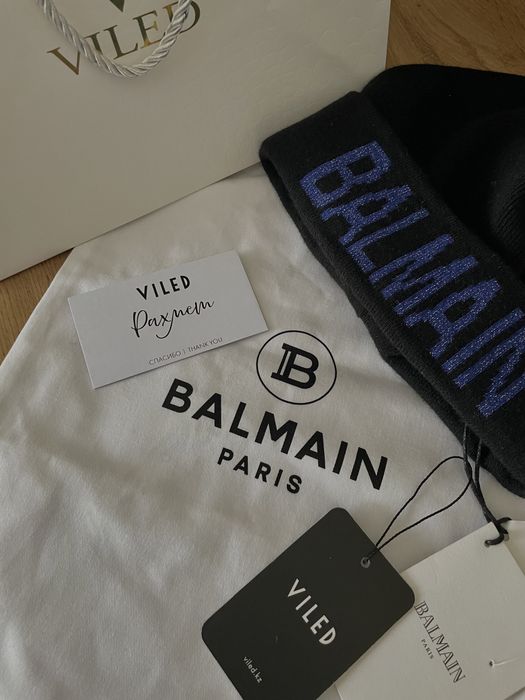 VILED
BALMAIN
VILED
Рахмет
СПАСИБО | THANK YOU
B
BALMAIN
PARIS
VILED
viled.kz
BALMAIN
PARIS